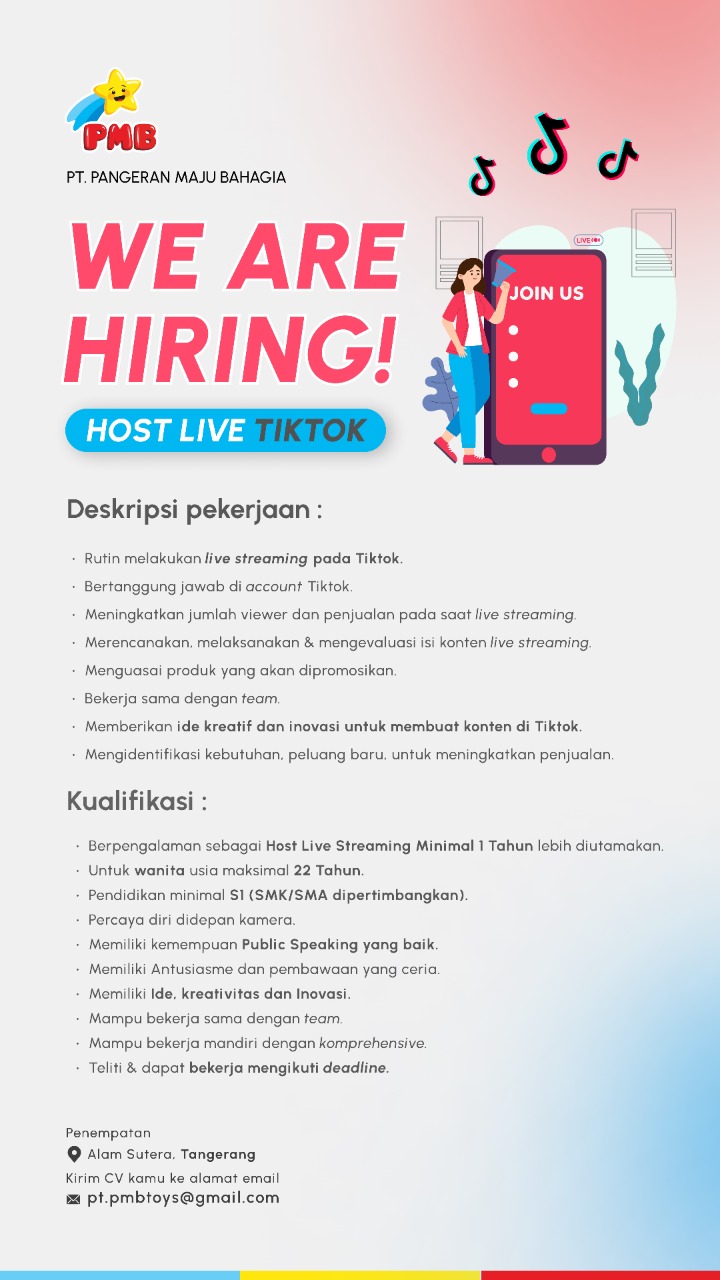 PMB
PT. PANGERAN MAJU BAHAGIA
WE ARE
HIRING!
HOST LIVE TIKTOK
LIVE
JOIN US
Deskripsi pekerjaan :
· Rutin melakukan live streaming pada Tiktok.
· Bertanggung jawab di account Tiktok.
· Meningkatkan jumlah viewer dan penjualan pada saat live streaming.
· Merencanakan, melaksanakan & mengevaluasi isi konten live streaming.
· Menguasai produk yang akan dipromosikan.
· Bekerja sama dengan team.
· Memberikan ide kreatif dan inovasi untuk membuat konten di Tiktok.
· Mengidentifikasi kebutuhan, peluang baru, untuk meningkatkan penjualan.
Kualifikasi :
· Berpengalaman sebagai Host Live Streaming Minimal 1 Tahun lebih diutamakan.
· Untuk wanita usia maksimal 22 Tahun.
· Pendidikan minimal S1 (SMK/SMA dipertimbangkan).
· Percaya diri didepan kamera.
· Memiliki kemempuan Public Speaking yang baik.
· Memiliki Antusiasme dan pembawaan yang ceria.
· Memiliki Ide, kreativitas dan Inovasi.
· Mampu bekerja sama dengan team.
· Mampu bekerja mandiri dengan komprehensive.
· Teliti & dapat bekerja mengikuti deadline.
Penempatan
Alam Sutera, Tangerang
Kirim CV kamu ke alamat email
pt.pmbtoys@gmail.com